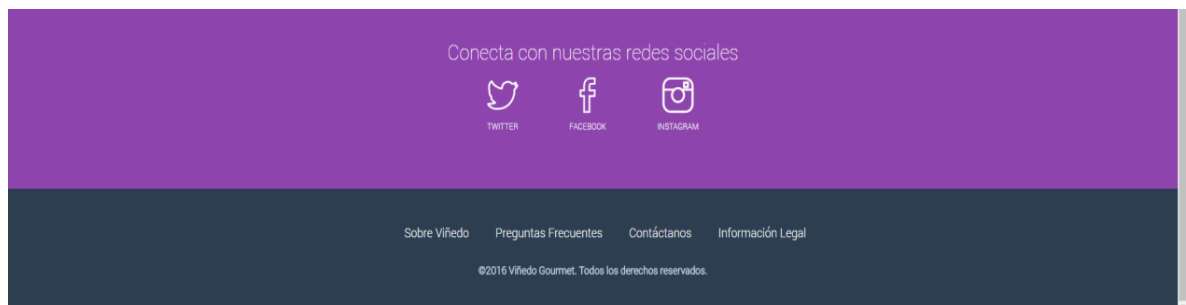 Conecta con nuestras redes sociales
TWITTER FACEBOOK INSTAGRAM
Sobre Viñedo Preguntas Frecuentes Contáctanos Información Legal
©2016 Viñedo Gourmet. Todos los derechos reservados.